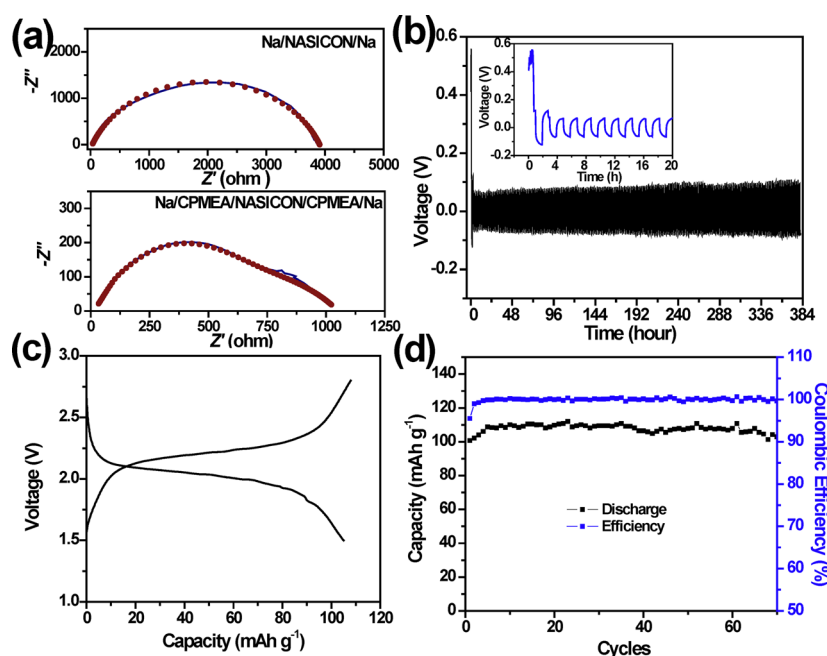 (a)
Na/NASICON/Na
2000
1000
0
-Z″
0 1000 2000 3000 4000 5000
Z′ (ohm)
Na/CPMEA/NASICON/CPMEA/Na
300
200
100
0
-Z″
0 250 500 750 1000 1250
Z′ (ohm)
(b)
0.6
0.4
0.2
0.0
-0.2
Voltage (V)
0 48 96 144 192 240 288 336 384
Time (hour)
0.6
0.4
0.2
0.0
-0.2
Voltage (V)
0 4 8 12 16 20
Time (h)
(c)
3.0
2.5
2.0
1.5
1.0
Voltage (V)
0 20 40 60 80 100 120
Capacity (mAh g⁻¹)
(d)
140
120
100
80
60
40
20
0
Capacity (mAh g⁻¹)
Discharge
Efficiency
110
100
90
80
70
60
50
Coulombic Efficiency (%)
0 20 40 60
Cycles